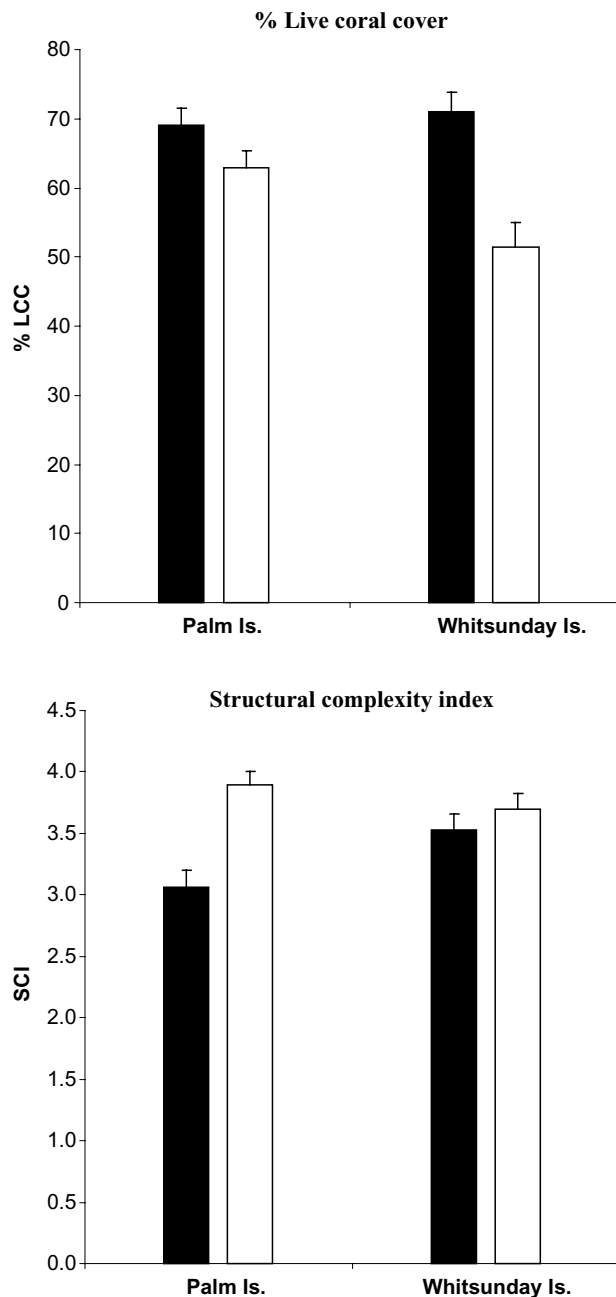 % Live coral cover
80
70
60
50
40
30
20
10
0
% LCC
Palm Is.
Whitsunday Is.
Structural complexity index
4.5
4.0
3.5
3.0
2.5
2.0
1.5
1.0
0.5
0.0
SCI
Palm Is.
Whitsunday Is.